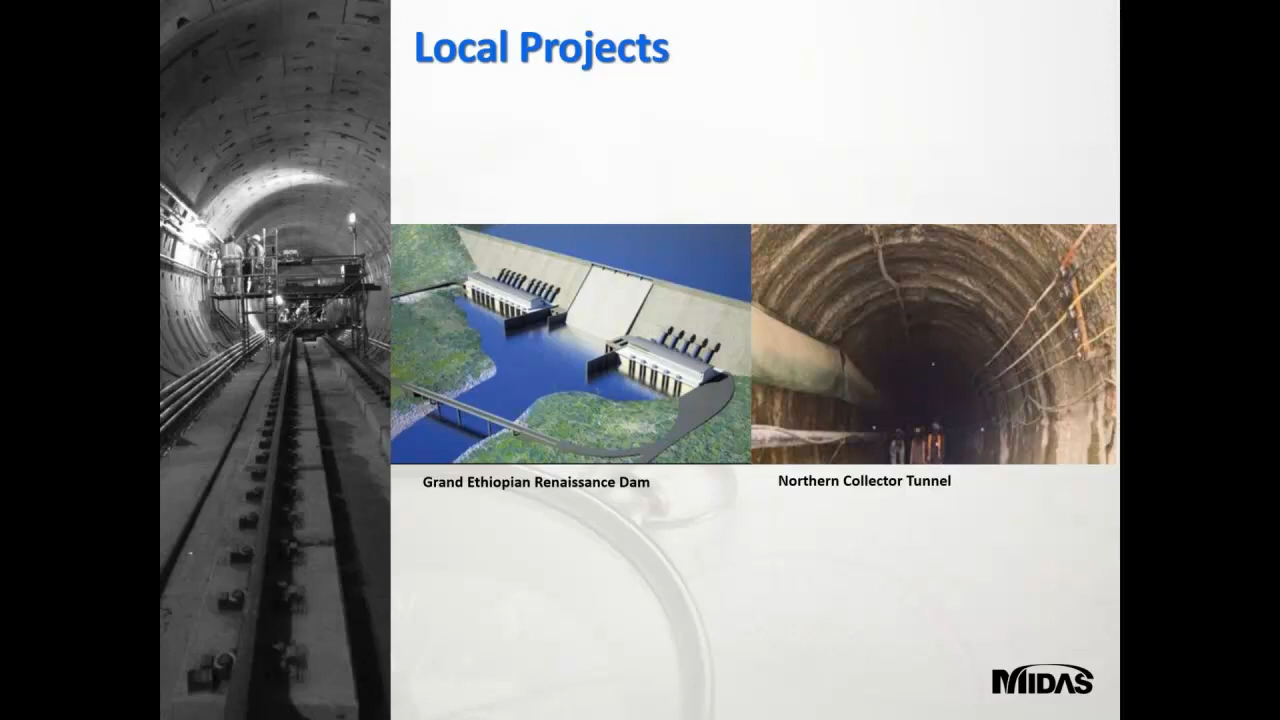 Local Projects
Grand Ethiopian Renaissance Dam
Northern Collector Tunnel
MIDAS